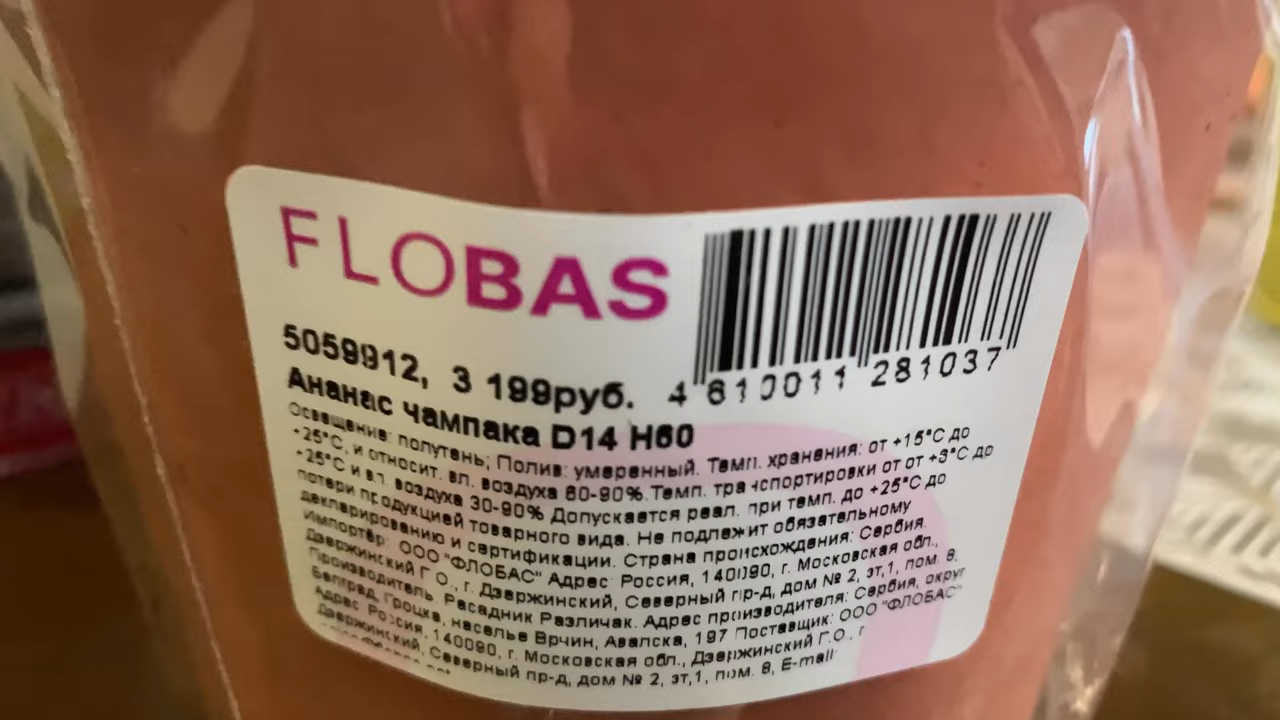 FLOBAS
5059912, 3 199руб.
4 610011 281037
Ананас чампака D14 H60
Освещение: полутень; Полив: умеренный. Темп. хранения: от +15°C до
+25°C, и относит. вл. воздуха 80-90%. Темп. транспортировки от от +3°C до
+25°C и вл. воздуха 30-90% Допускается реал. при темп. до +25°C до
потери продукцией товарного вида. Не подлежит обязательному
декларированию и сертификации. Страна происхождения: Сербия.
Импортёр: ООО "ФЛОБАС" Адрес: Россия, 140090, г. Московская обл.,
Дзержинский Г.О., г. Дзержинский, Северный пр-д, дом № 2, эт,1, пом. 8.
Производитель: Расадник Различак. Адрес производителя: Сербия, округ
Белград, Гроцка, населье Врчин, Авалска, 197 Поставщик: ООО "ФЛОБАС"
Адрес Россия, 140090, г. Московская обл., Дзержинский Г.О., г
Дзержинский, Северный пр-д, дом № 2, эт,1, пом. 8, E-mail: